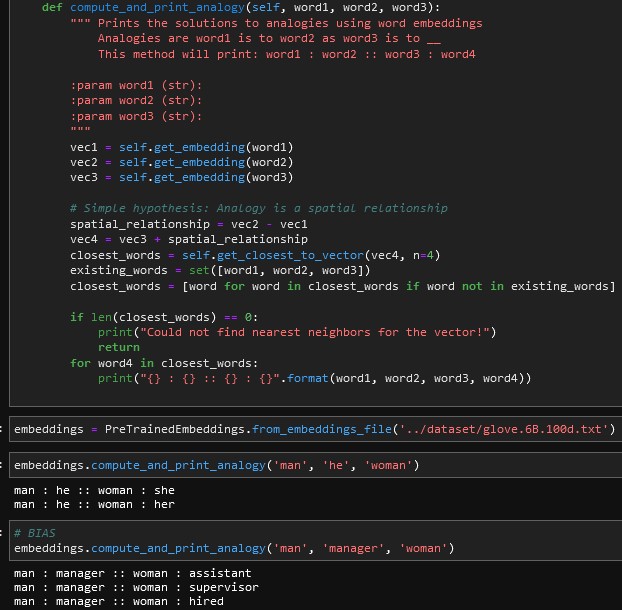 def compute_and_print_analogy(self, word1, word2, word3):
""" Prints the solutions to analogies using word embeddings
Analogies are word1 is to word2 as word3 is to __
This method will print: word1 : word2 :: word3 : word4
:param word1 (str):
:param word2 (str):
:param word3 (str):
"""
vec1 = self.get_embedding(word1)
vec2 = self.get_embedding(word2)
vec3 = self.get_embedding(word3)
# Simple hypothesis: Analogy is a spatial relationship
spatial_relationship = vec2 - vec1
vec4 = vec3 + spatial_relationship
closest_words = self.get_closest_to_vector(vec4, n=4)
existing_words = set([word1, word2, word3])
closest_words = [word for word in closest_words if word not in existing_words]
if len(closest_words) == 0:
print("Could not find nearest neighbors for the vector!")
return
for word4 in closest_words:
print("{} : {} :: {} : {}".format(word1, word2, word3, word4))
: embeddings = PreTrainedEmbeddings.from_embeddings_file('../dataset/glove.6B.100d.txt')
: embeddings.compute_and_print_analogy('man', 'he', 'woman')
man : he :: woman : she
man : he :: woman : her
: # BIAS
embeddings.compute_and_print_analogy('man', 'manager', 'woman')
man : manager :: woman : assistant
man : manager :: woman : supervisor
man : manager :: woman : hired